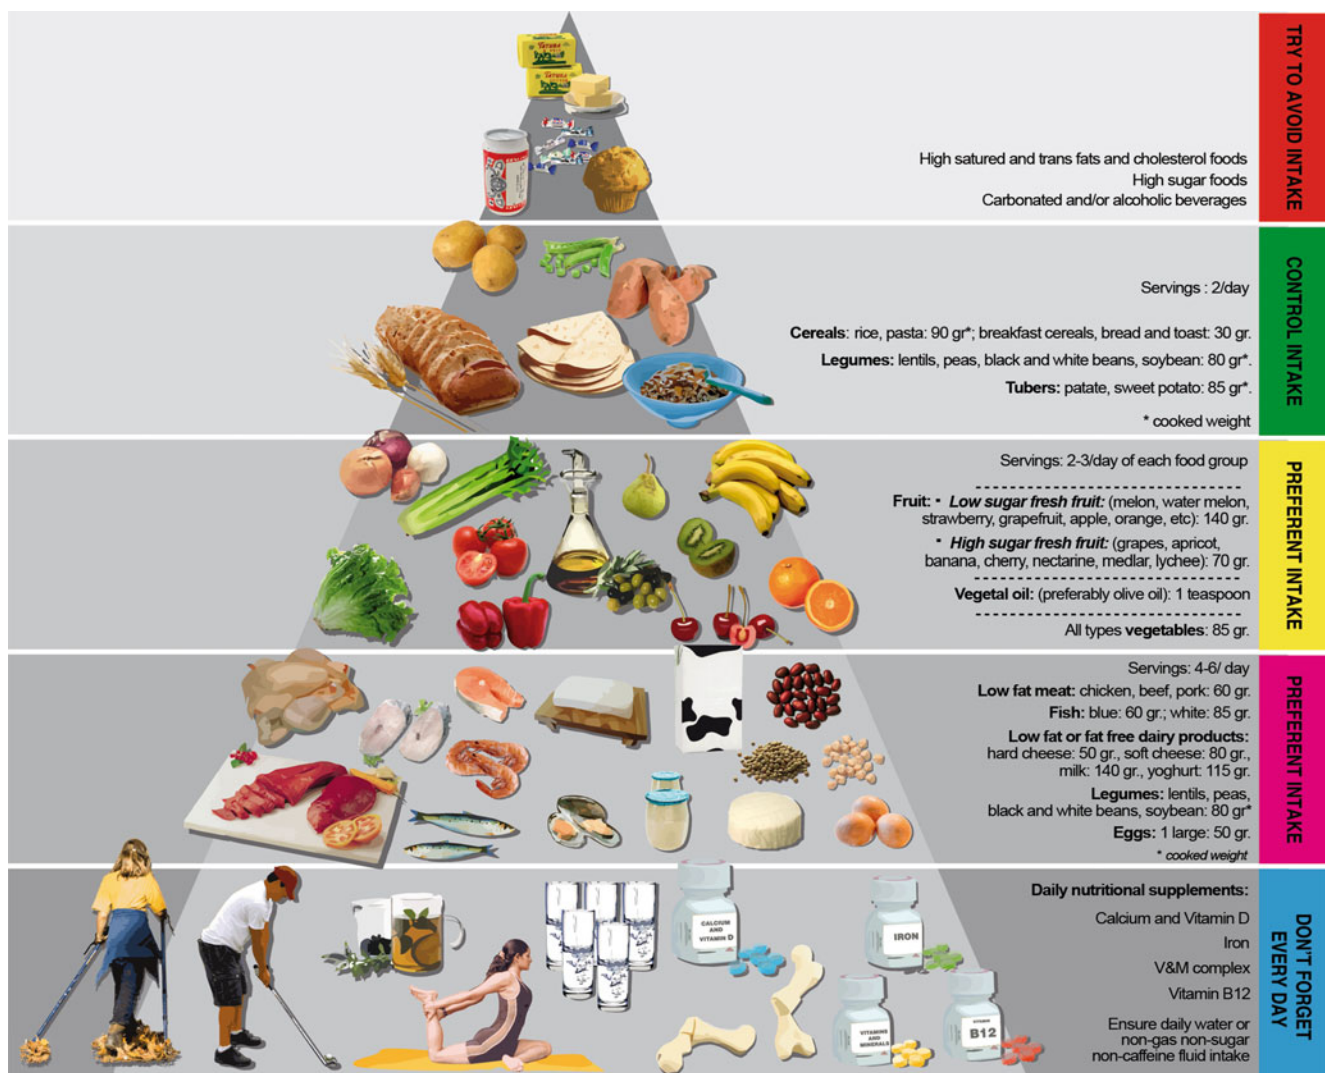 TRY TO AVOID INTAKE
High satured and trans fats and cholesterol foods
High sugar foods
Carbonated and/or alcoholic beverages
CONTROL INTAKE
Servings : 2/day
Cereals: rice, pasta: 90 gr*; breakfast cereals, bread and toast: 30 gr.
Legumes: lentils, peas, black and white beans, soybean: 80 gr*.
Tubers: patate, sweet potato: 85 gr*.
* cooked weight
PREFERENT INTAKE
Servings: 2-3/day of each food group
Fruit: • Low sugar fresh fruit: (melon, water melon,
strawberry, grapefruit, apple, orange, etc): 140 gr.
• High sugar fresh fruit: (grapes, apricot,
banana, cherry, nectarine, medlar, lychee): 70 gr.
Vegetal oil: (preferably olive oil): 1 teaspoon
All types vegetables: 85 gr.
PREFERENT INTAKE
Servings: 4-6/ day
Low fat meat: chicken, beef, pork: 60 gr.
Fish: blue: 60 gr.; white: 85 gr.
Low fat or fat free dairy products:
hard cheese: 50 gr., soft cheese: 80 gr.,
milk: 140 gr., yoghurt: 115 gr.
Legumes: lentils, peas,
black and white beans, soybean: 80 gr*
Eggs: 1 large: 50 gr.
* cooked weight
DON'T FORGET
EVERY DAY
CALCIUM
AND
VITAMIN D
IRON
VITAMINS
AND
MINERALS
VITAMIN
B12
Daily nutritional supplements:
Calcium and Vitamin D
Iron
V&M complex
Vitamin B12
Ensure daily water or
non-gas non-sugar
non-caffeine fluid intake